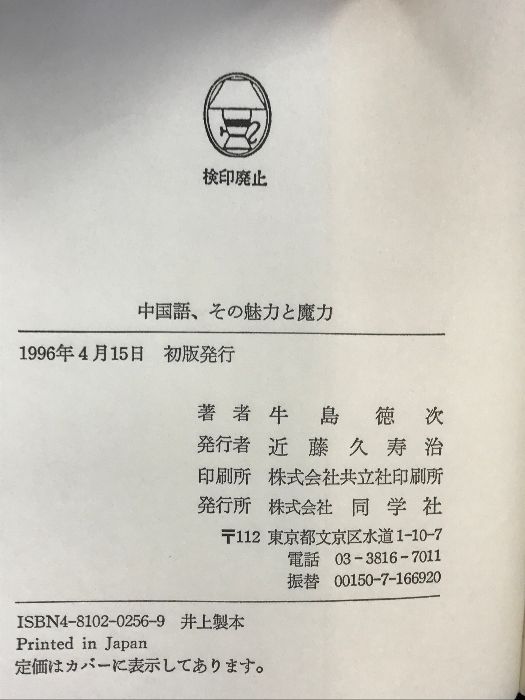 検印廃止
中国語、その魅力と魔力
1996年4月15日 初版発行
著者 牛島徳次
発行者 近藤久寿治
印刷所 株式会社共立社印刷所
発行所 株式会社 同学社
〒112 東京都文京区水道1-10-7
電話 03-3816-7011
振替 00150-7-166920
ISBN4-8102-0256-9 井上製本
Printed in Japan
定価はカバーに表示してあります。